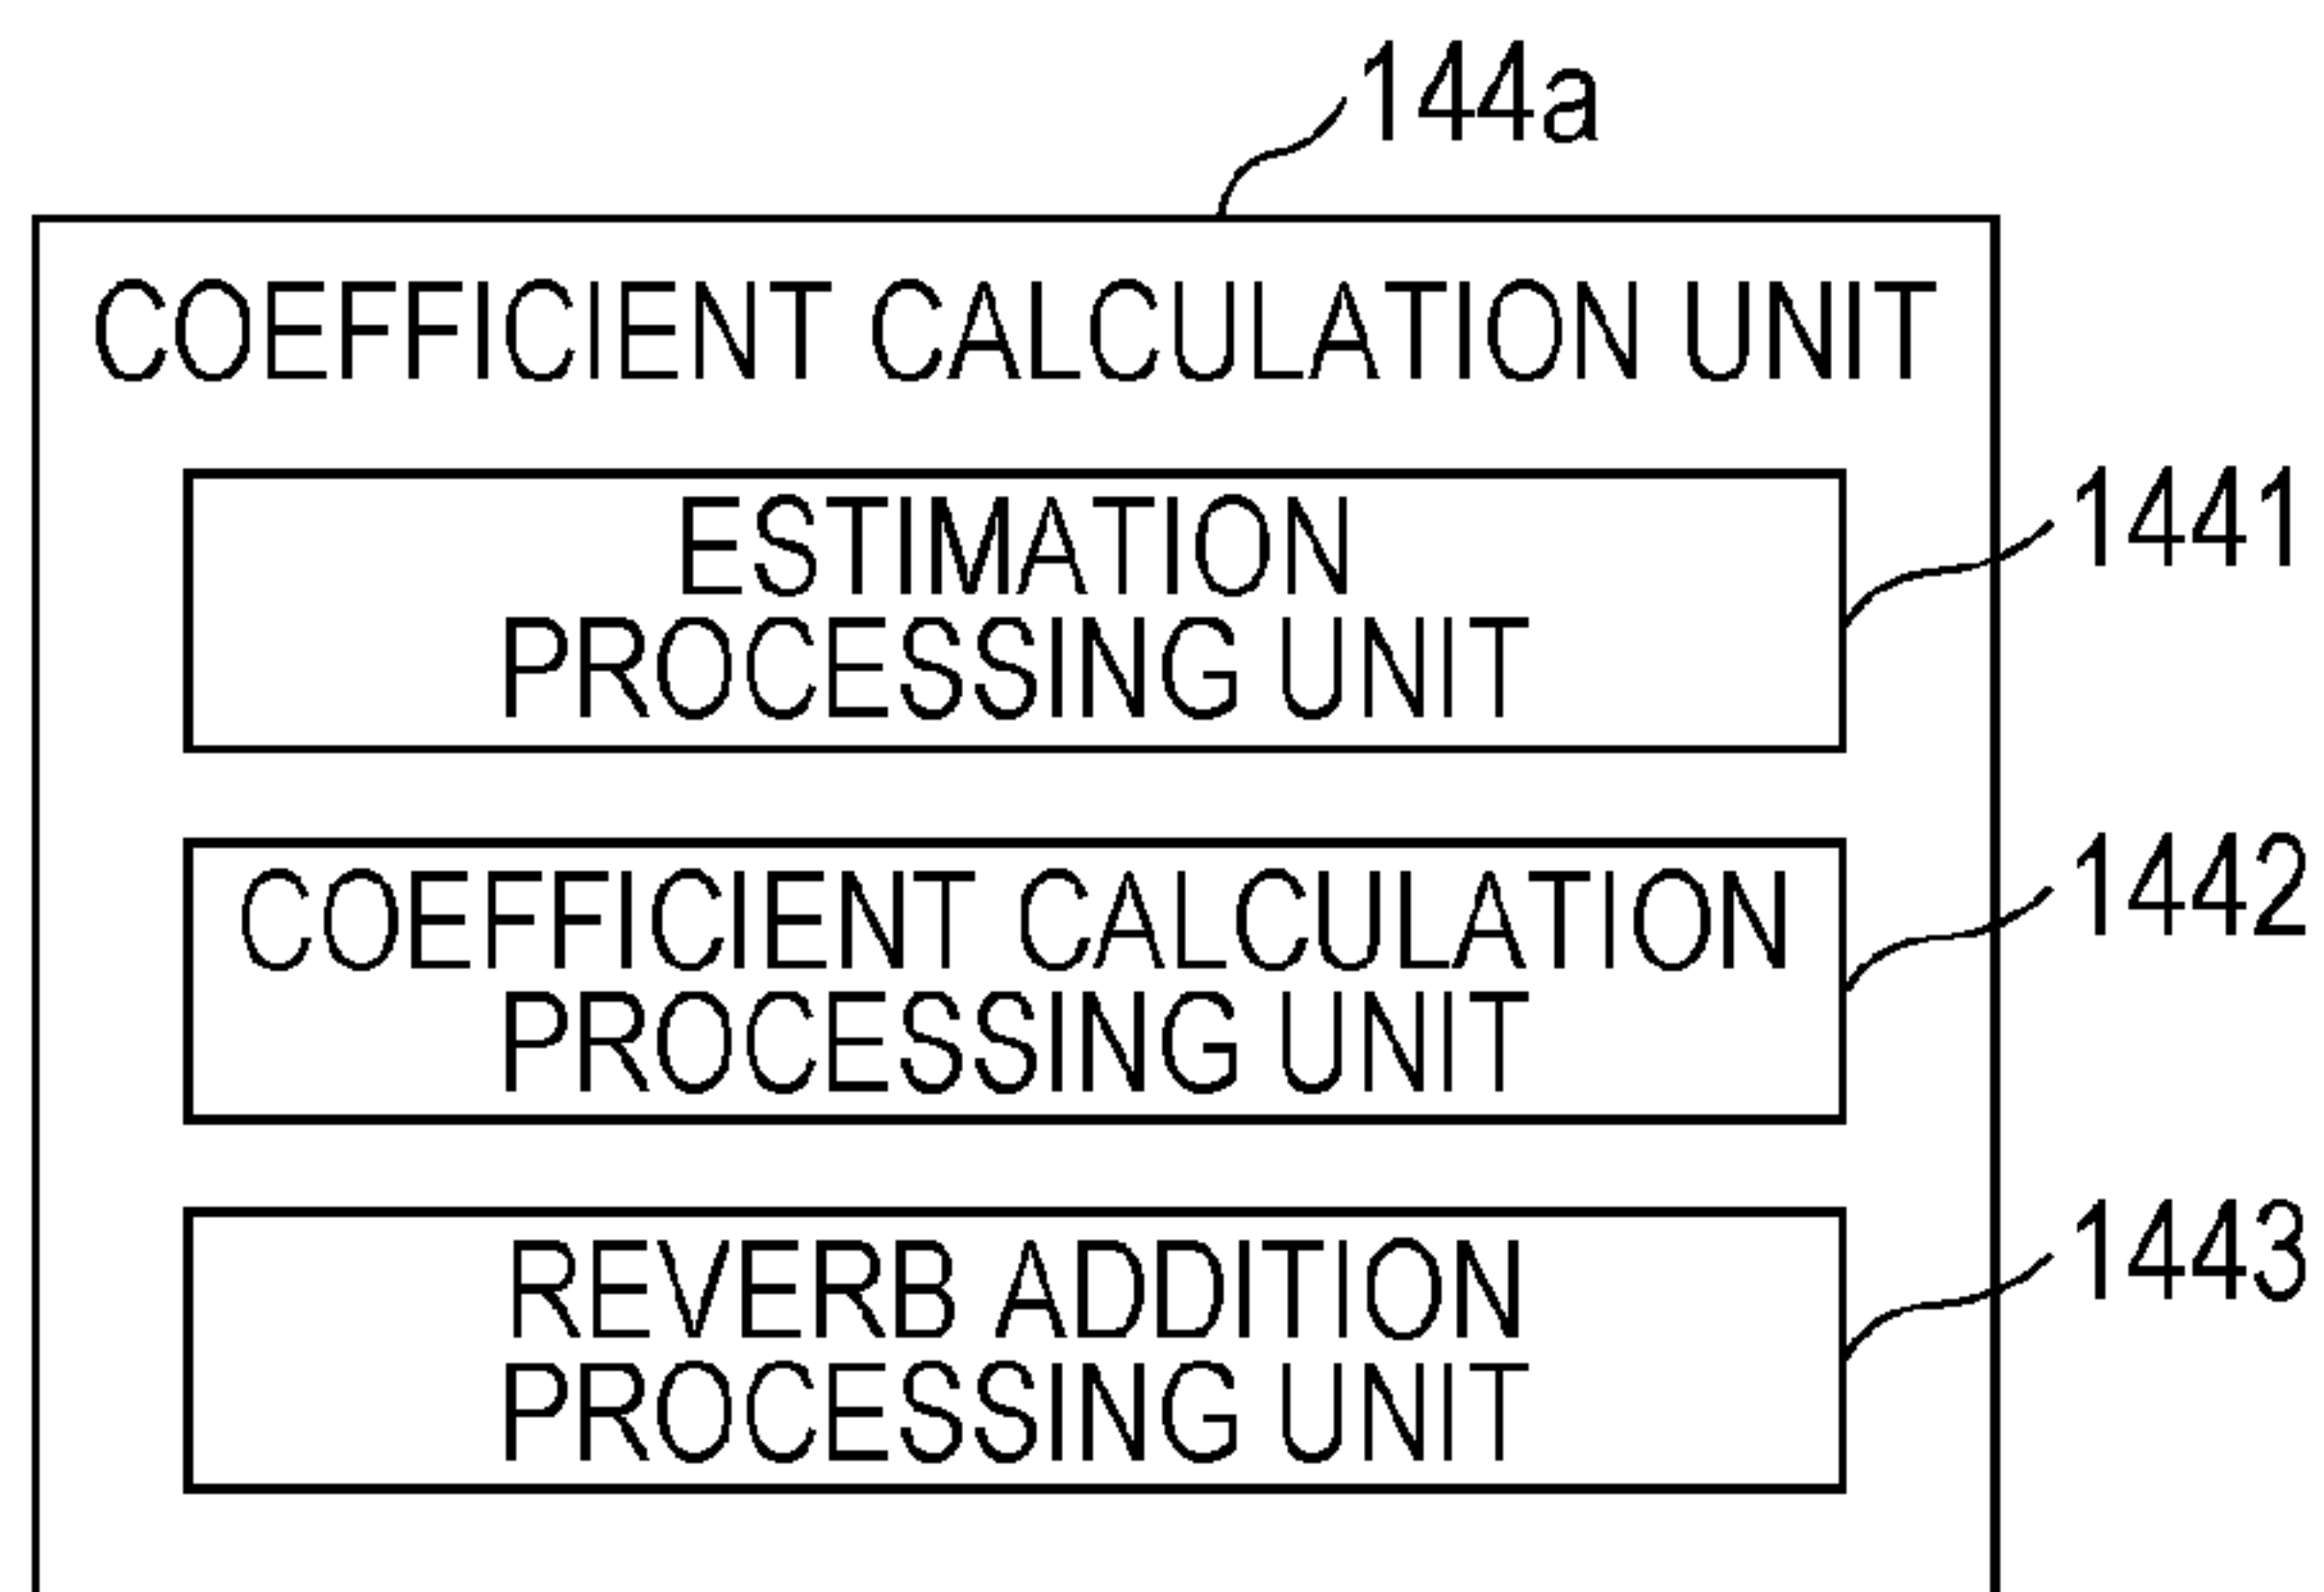 144a
COEFFICIENT CALCULATION UNIT
ESTIMATION
PROCESSING UNIT
1441
COEFFICIENT CALCULATION
PROCESSING UNIT
1442
REVERB ADDITION
PROCESSING UNIT
1443